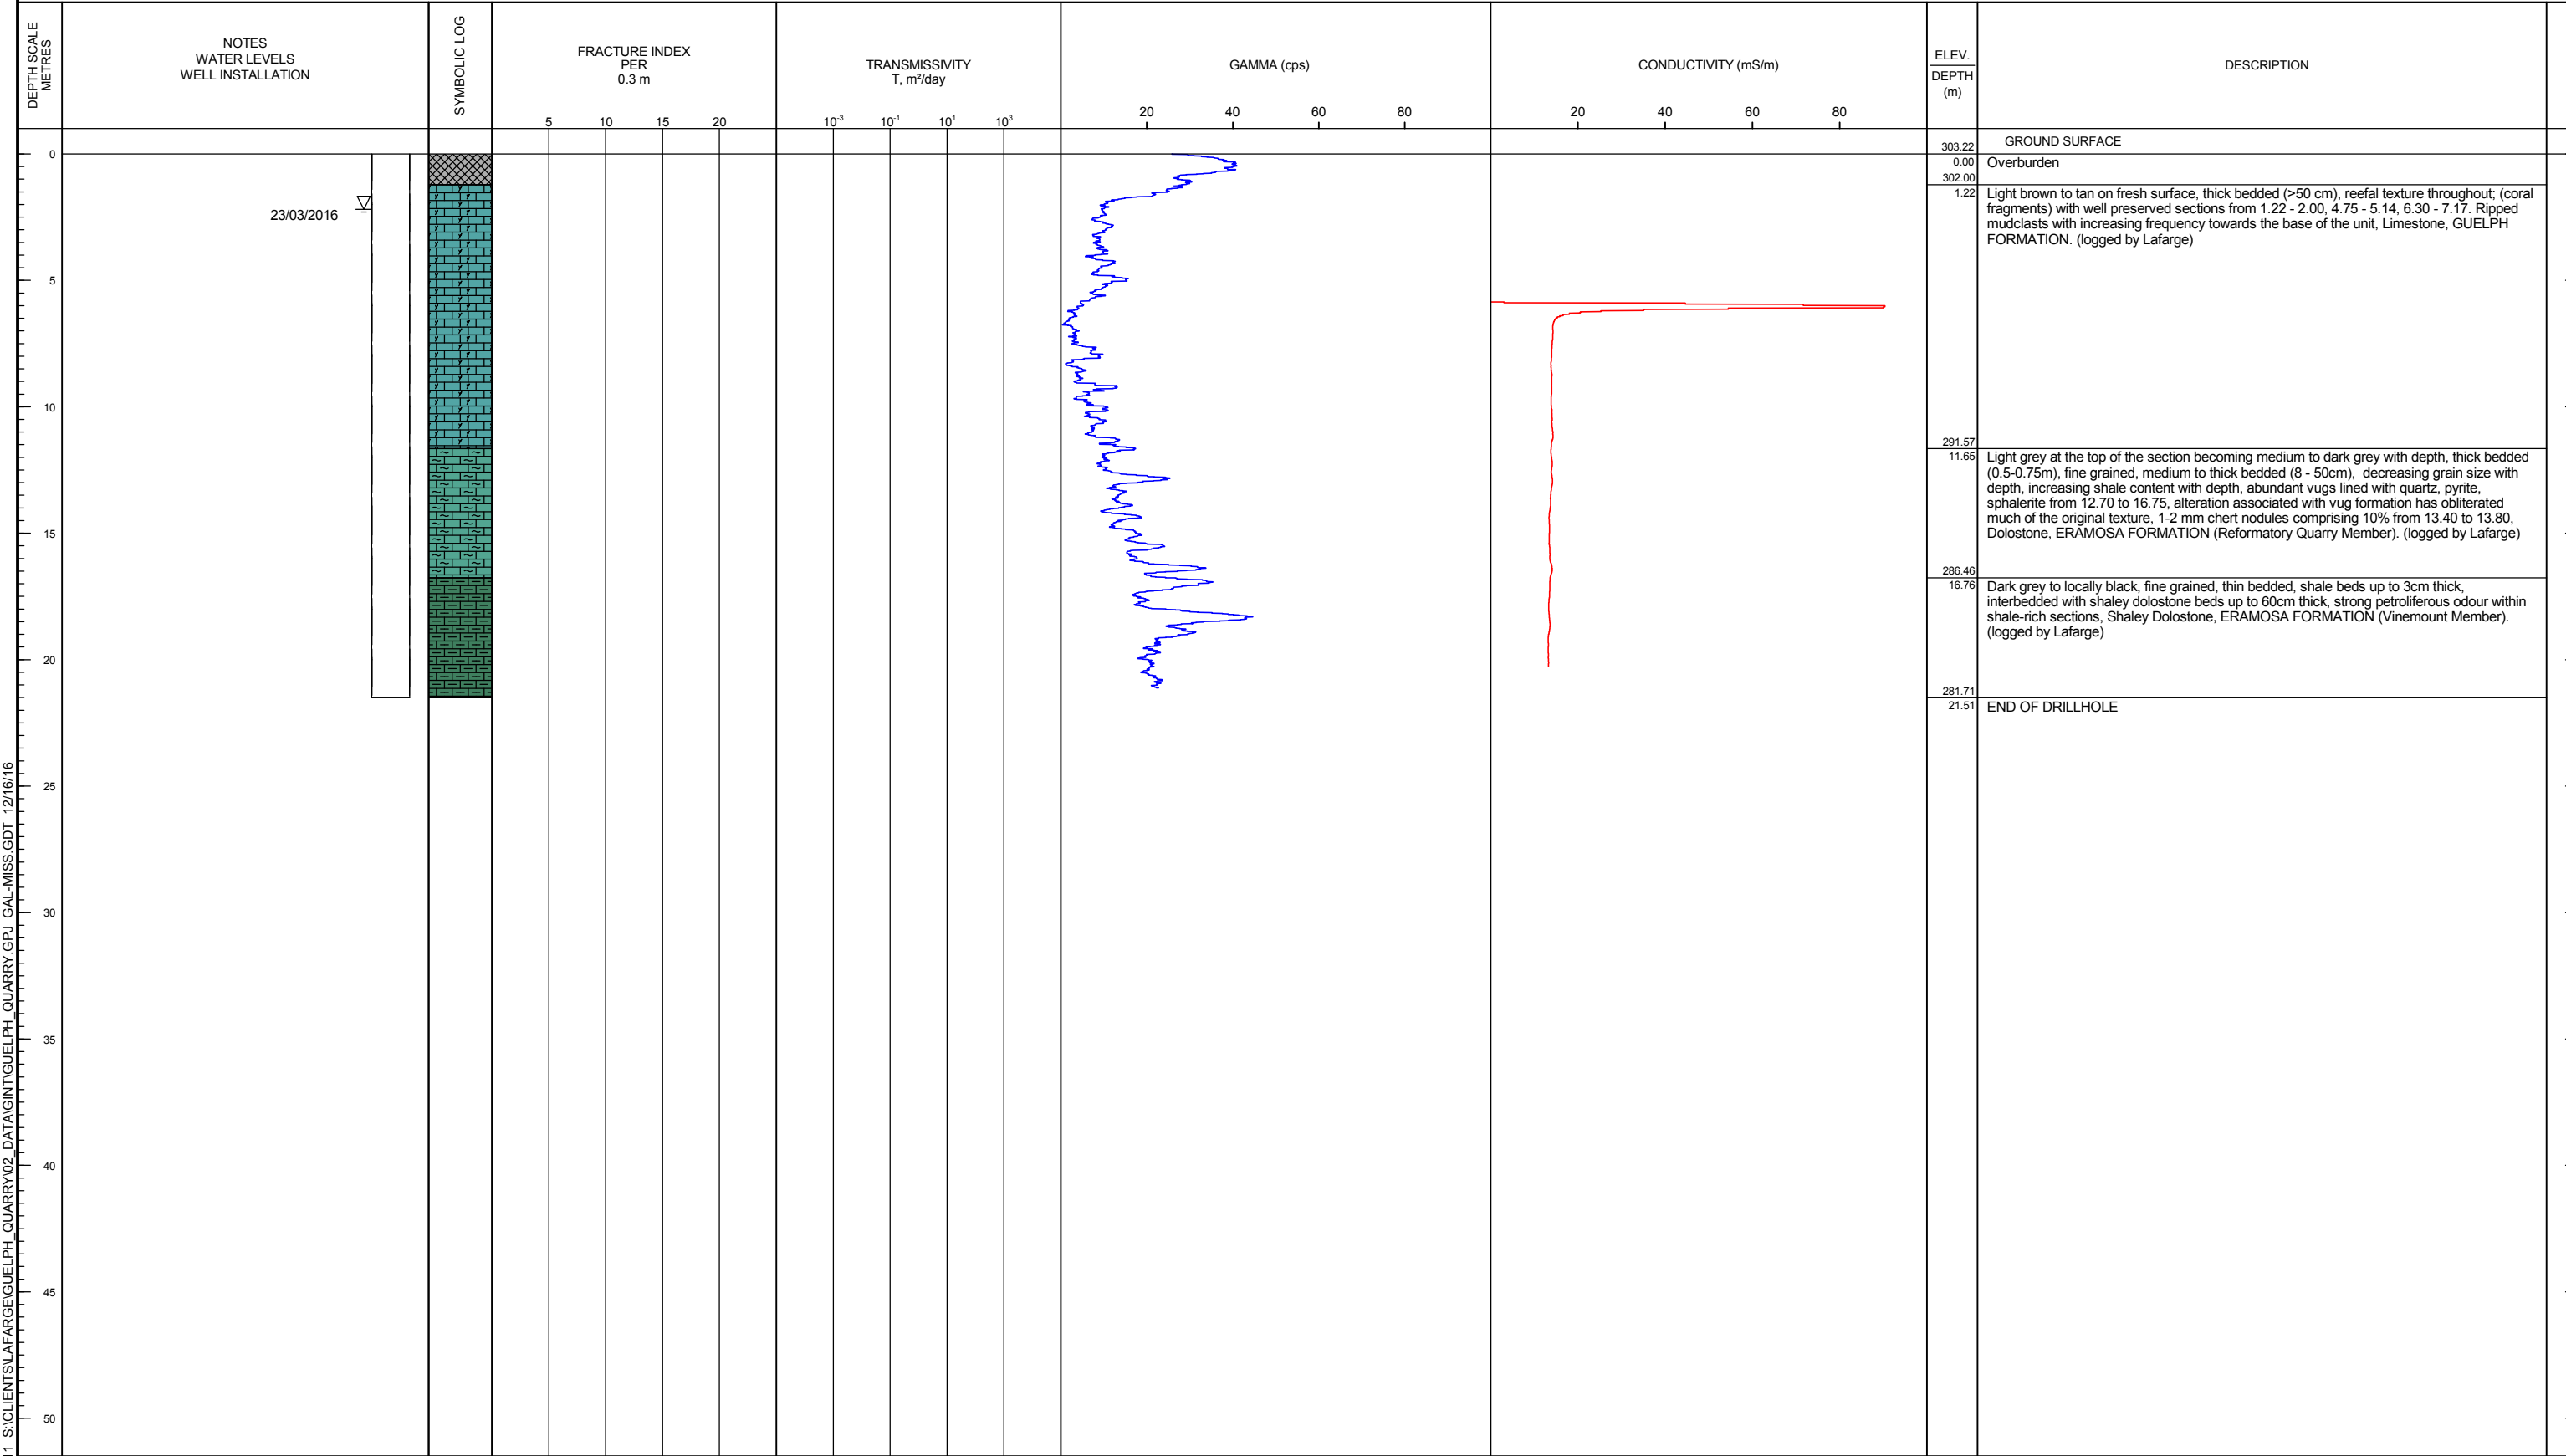 DEPTH SCALE
METRES
NOTES
WATER LEVELS
WELL INSTALLATION
SYMBOLIC LOG
FRACTURE INDEX
PER
0.3 m
5 10 15 20
TRANSMISSIVITY
T, m²/day
10⁻³ 10⁻¹ 10¹ 10³
GAMMA (cps)
20 40 60 80
CONDUCTIVITY (mS/m)
20 40 60 80
ELEV.
DEPTH
(m)
DESCRIPTION
0
5
10
15
20
25
30
35
40
45
50
23/03/2016
GROUND SURFACE
303.22
0.00 Overburden
302.00
1.22 Light brown to tan on fresh surface, thick bedded (>50 cm), reefal texture throughout; (coral
fragments) with well preserved sections from 1.22 - 2.00, 4.75 - 5.14, 6.30 - 7.17. Ripped
mudclasts with increasing frequency towards the base of the unit, Limestone, GUELPH
FORMATION. (logged by Lafarge)
291.57
11.65 Light grey at the top of the section becoming medium to dark grey with depth, thick bedded
(0.5-0.75m), fine grained, medium to thick bedded (8 - 50cm), decreasing grain size with
depth, increasing shale content with depth, abundant vugs lined with quartz, pyrite,
sphalerite from 12.70 to 16.75, alteration associated with vug formation has obliterated
much of the original texture, 1-2 mm chert nodules comprising 10% from 13.40 to 13.80,
Dolostone, ERAMOSA FORMATION (Reformatory Quarry Member). (logged by Lafarge)
286.46
16.76 Dark grey to locally black, fine grained, thin bedded, shale beds up to 3cm thick,
interbedded with shaley dolostone beds up to 60cm thick, strong petroliferous odour within
shale-rich sections, Shaley Dolostone, ERAMOSA FORMATION (Vinemount Member).
(logged by Lafarge)
281.71
21.51 END OF DRILLHOLE
S:\CLIENTS\LAFARGE\GUELPH_QUARRY\02_DATA\GINT\GUELPH_QUARRY.GPJ GAL-MISS.GDT 12/16/16